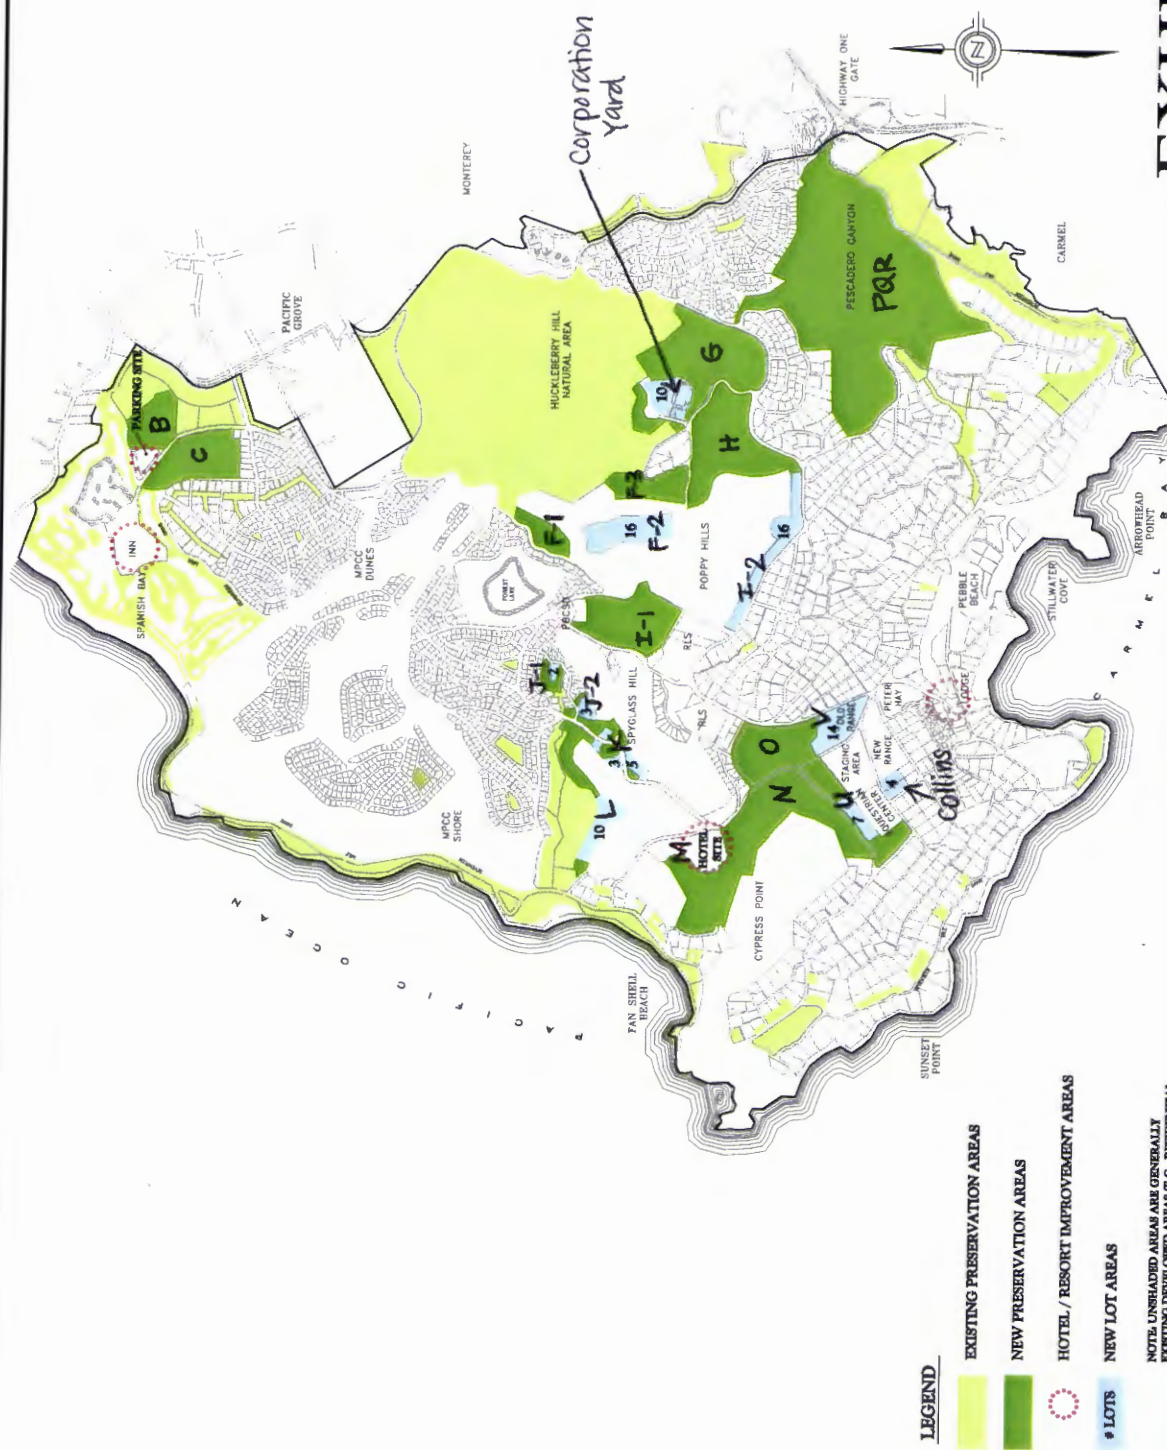 Corporation
Yard
HIGHWAY ONE
GATE
MONTEREY
PACIFIC
GROVE
PARKING SITE
B
C
INN
SPANISH BAY
MPCC
DUNES
HUCKLEBERRY HILL
NATURAL AREA
PESCADERO CANYON
PQR
CARMEL
10
G
H
F-3
F-1
16
F-2
FOREST
LAKE
POPPY HILLS
I-2
16
PBCSD
I-1
RLS
J-1
2
3
J-2
SPYGLASS HILL
RLS
K
3
5
10
L
MPCC
SHORE
M
HOTEL
SITE
O
N
V
14
OLD
RANGE
STAGING
AREA
NEW
RANGE
PETER
HAY
LODGE
PEBBLE
BEACH
STILLWATER
COVE
ARROWHEAD
POINT
7
U
EQUESTRIAN
CENTER
4
Collins
CYPRESS POINT
FAN SHELL
BEACH
SUNSET
POINT
PACIFIC OCEAN
CARMEL BAY
LEGEND
EXISTING PRESERVATION AREAS
NEW PRESERVATION AREAS
HOTEL / RESORT IMPROVEMENT AREAS
# LOTS NEW LOT AREAS
NOTE: UNSHADED AREAS ARE GENERALLY